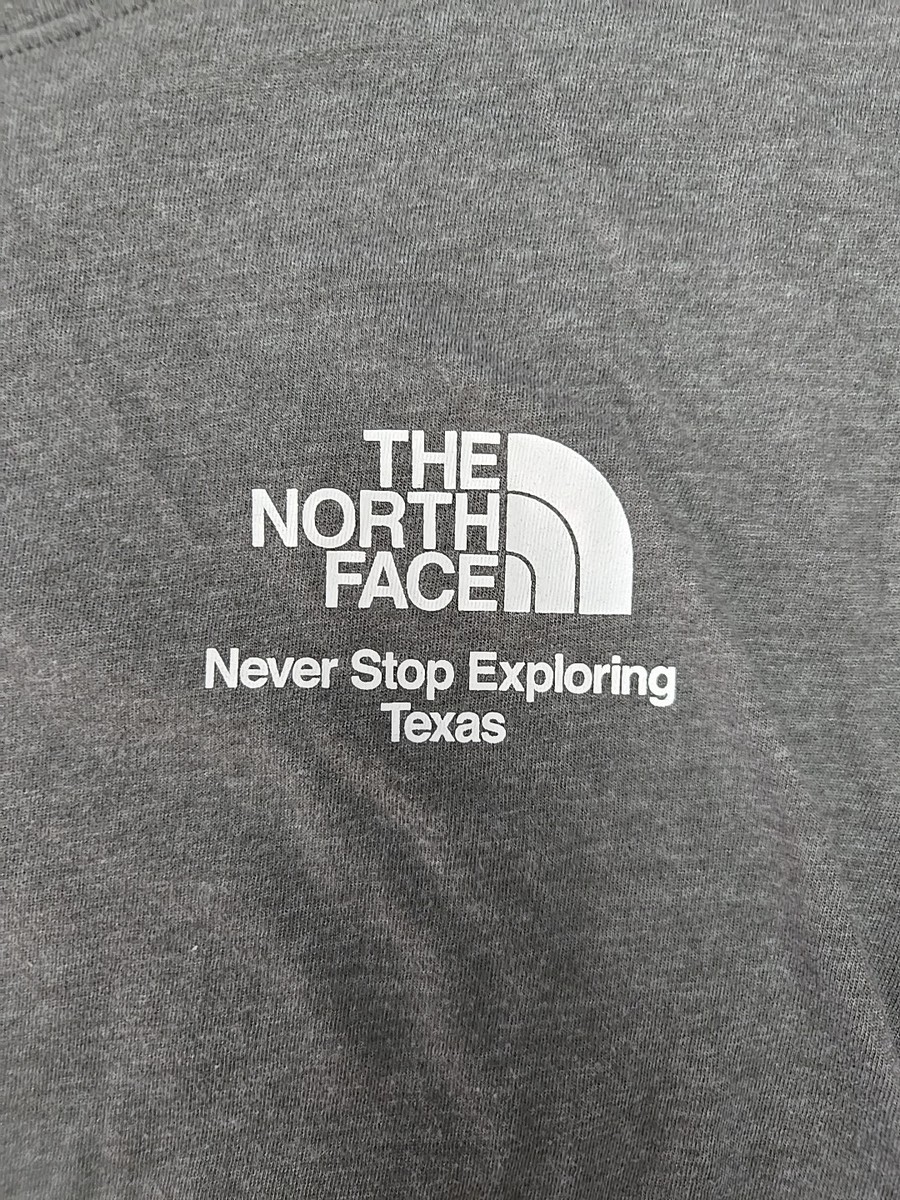 THE
NORTH
FACE
Never Stop Exploring
Texas